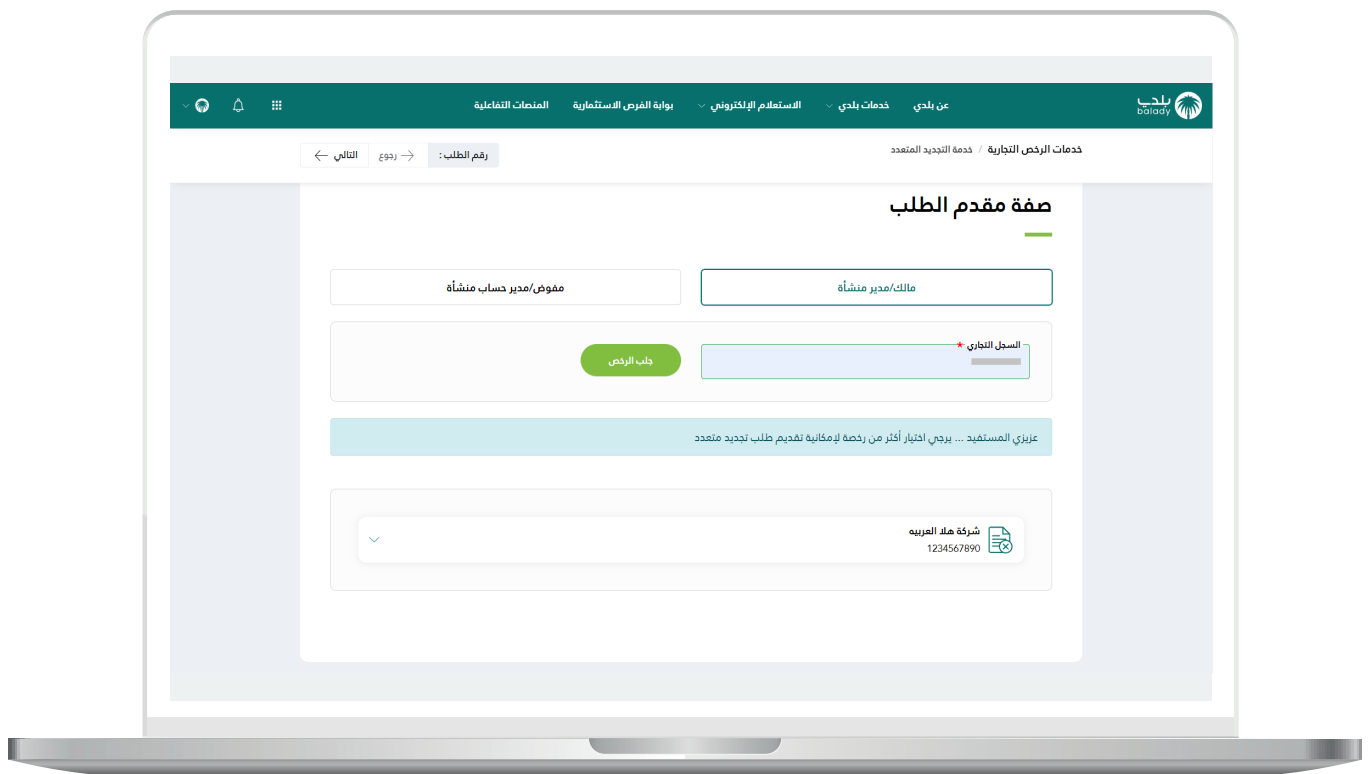 بلدي
balady
عن بلدي
خدمات بلدي
الاستعلام الإلكتروني
بوابة الفرص الاستثمارية
المنصات التفاعلية
خدمات الرخص التجارية / خدمة التجديد المتعدد
رقم الطلب :
رجوع
التالي
صفة مقدم الطلب
مالك/مدير منشأة
مفوض/مدير حساب منشأة
السجل التجاري *
جلب الرخص
عزيزي المستفيد ... يرجي اختيار أكثر من رخصة لإمكانية تقديم طلب تجديد متعدد
شركة هلا العربيه
1234567890